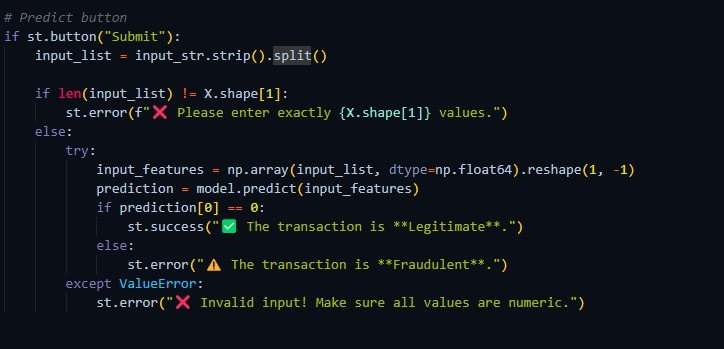 # Predict button
if st.button("Submit"):
    input_list = input_str.strip().split()

    if len(input_list) != X.shape[1]:
        st.error(f"❌ Please enter exactly {X.shape[1]} values.")
    else:
        try:
            input_features = np.array(input_list, dtype=np.float64).reshape(1, -1)
            prediction = model.predict(input_features)
            if prediction[0] == 0:
                st.success("✅ The transaction is **Legitimate**.")
            else:
                st.error("⚠️ The transaction is **Fraudulent**.")
        except ValueError:
            st.error("❌ Invalid input! Make sure all values are numeric.")